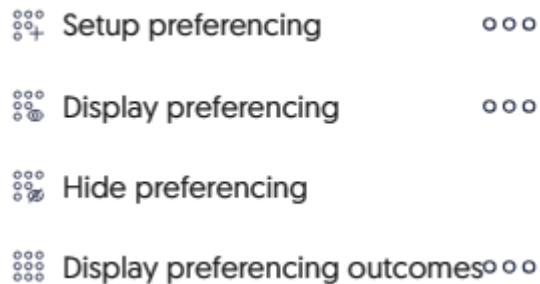 Setup preferencing
Display preferencing
Hide preferencing
Display preferencing outcomes